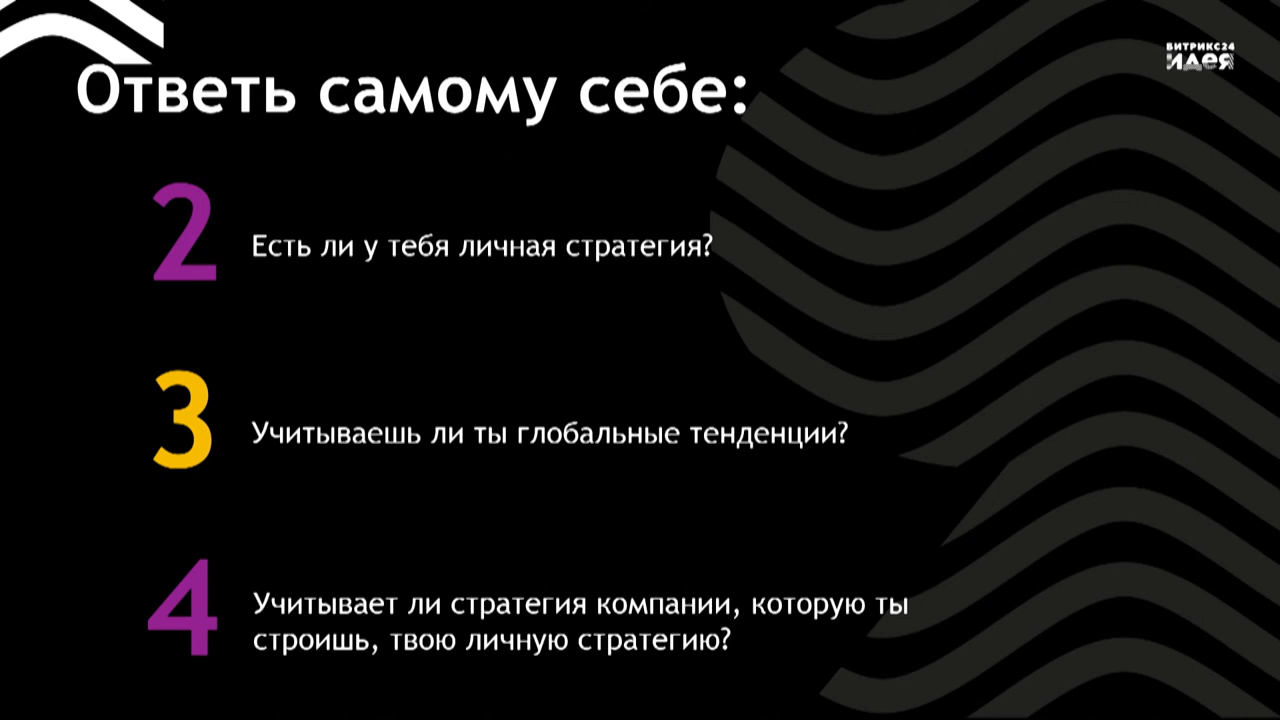 БИТРИКС24
идея
Ответь самому себе:
2
Есть ли у тебя личная стратегия?
3
Учитываешь ли ты глобальные тенденции?
4
Учитывает ли стратегия компании, которую ты
строишь, твою личную стратегию?